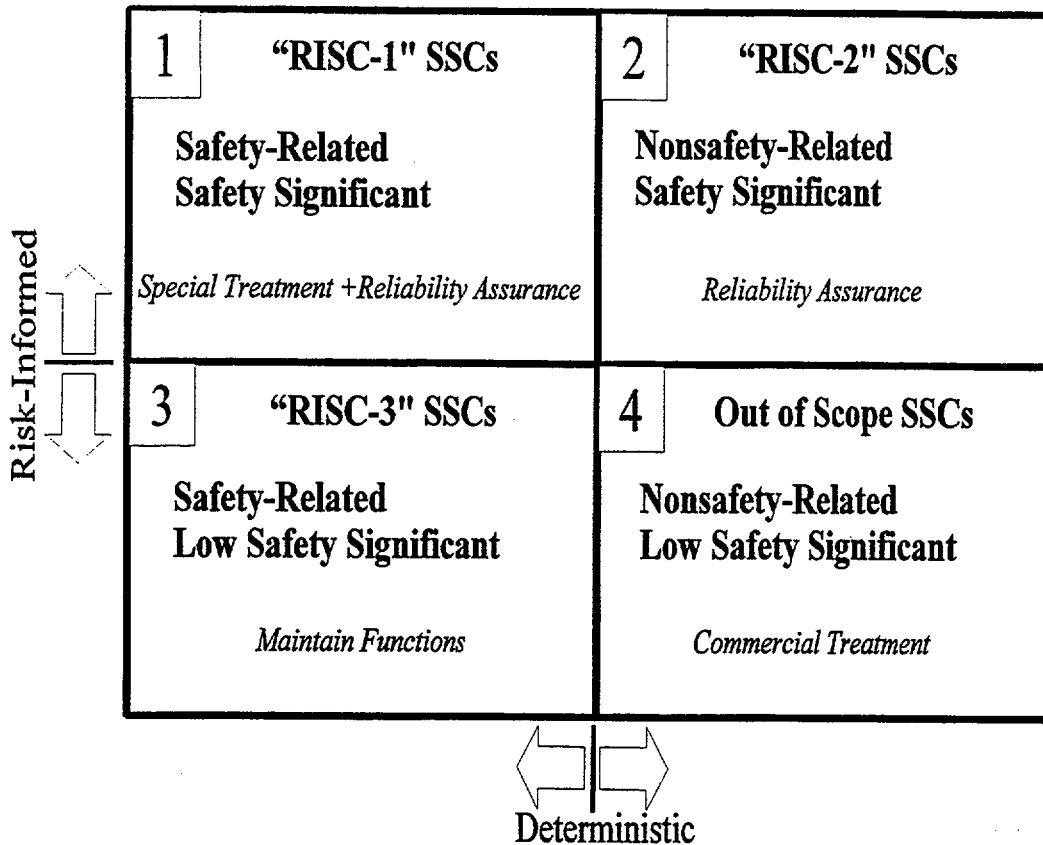 1
“RISC-1" SSCs
Safety-Related
Safety Significant
Special Treatment +Reliability Assurance
2
“RISC-2" SSCs
Nonsafety-Related
Safety Significant
Reliability Assurance
3
“RISC-3" SSCs
Safety-Related
Low Safety Significant
Maintain Functions
4
Out of Scope SSCs
Nonsafety-Related
Low Safety Significant
Commercial Treatment
Risk-Informed
Deterministic